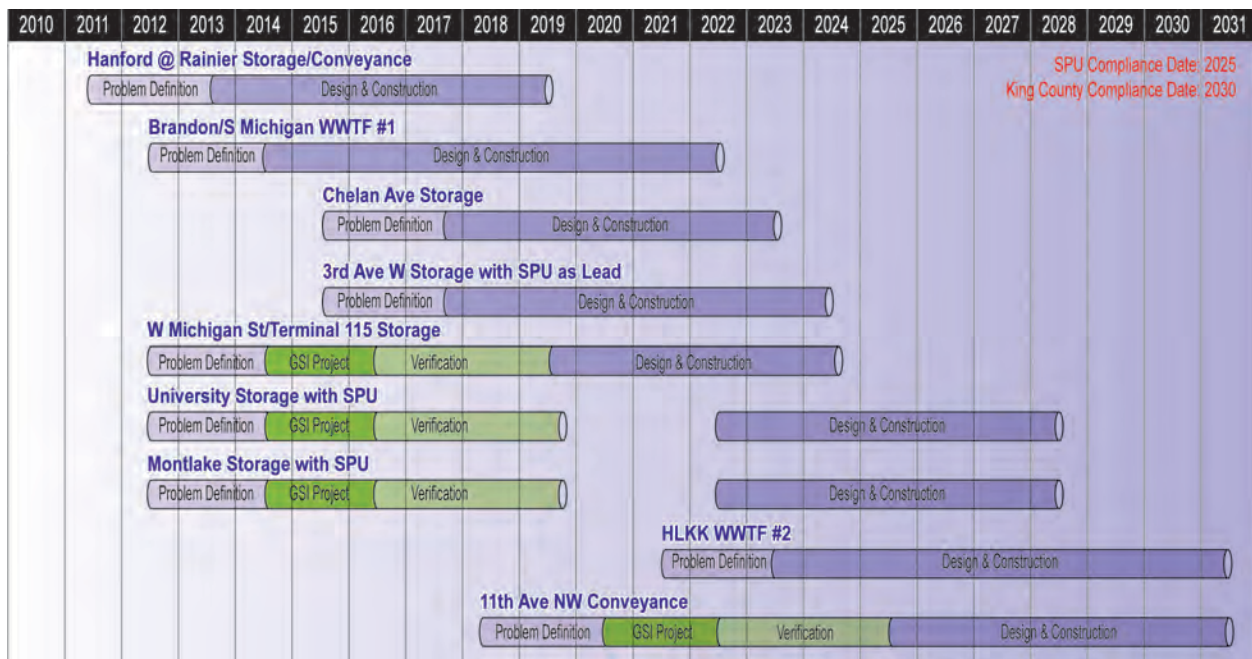 2010 2011 2012 2013 2014 2015 2016 2017 2018 2019 2020 2021 2022 2023 2024 2025 2026 2027 2028 2029 2030 2031
SPU Compliance Date: 2025
King County Compliance Date: 2030
Hanford @ Rainier Storage/Conveyance
Problem Definition Design & Construction
Brandon/S Michigan WWTF #1
Problem Definition Design & Construction
Chelan Ave Storage
Problem Definition Design & Construction
3rd Ave W Storage with SPU as Lead
Problem Definition Design & Construction
W Michigan St/Terminal 115 Storage
Problem Definition GSI Project Verification Design & Construction
University Storage with SPU
Problem Definition GSI Project Verification Design & Construction
Montlake Storage with SPU
Problem Definition GSI Project Verification Design & Construction
HLKK WWTF #2
Problem Definition Design & Construction
11th Ave NW Conveyance
Problem Definition GSI Project Verification Design & Construction